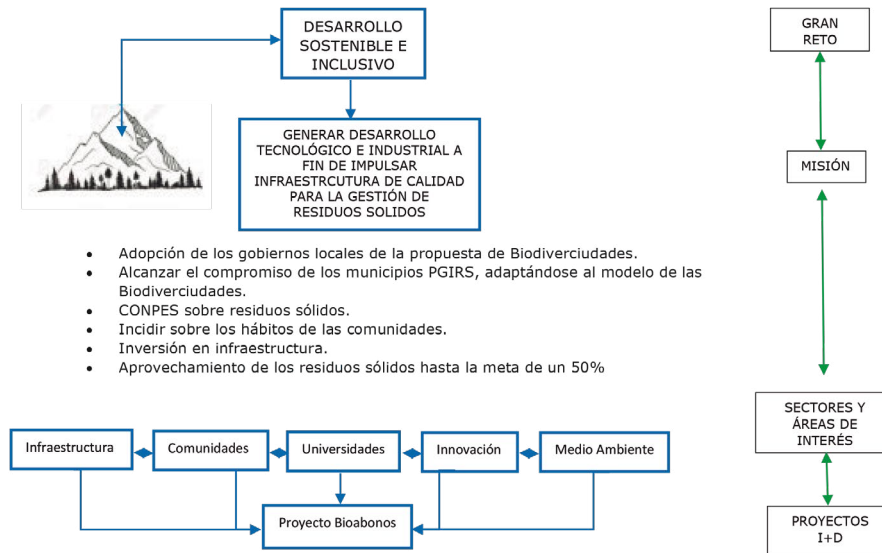 DESARROLLO
SOSTENIBLE E
INCLUSIVO
GRAN
RETO
GENERAR DESARROLLO
TECNOLÓGICO E INDUSTRIAL A
FIN DE IMPULSAR
INFRAESTRCUTURA DE CALIDAD
PARA LA GESTIÓN DE
RESIDUOS SOLIDOS
MISIÓN
• Adopción de los gobiernos locales de la propuesta de Biodiverciudades.
• Alcanzar el compromiso de los municipios PGIRS, adaptándose al modelo de las
Biodiverciudades.
• CONPES sobre residuos sólidos.
• Incidir sobre los hábitos de las comunidades.
• Inversión en infraestructura.
• Aprovechamiento de los residuos sólidos hasta la meta de un 50%
SECTORES Y
ÁREAS DE
INTERÉS
Infraestructura
Comunidades
Universidades
Innovación
Medio Ambiente
Proyecto Bioabonos
PROYECTOS
I+D